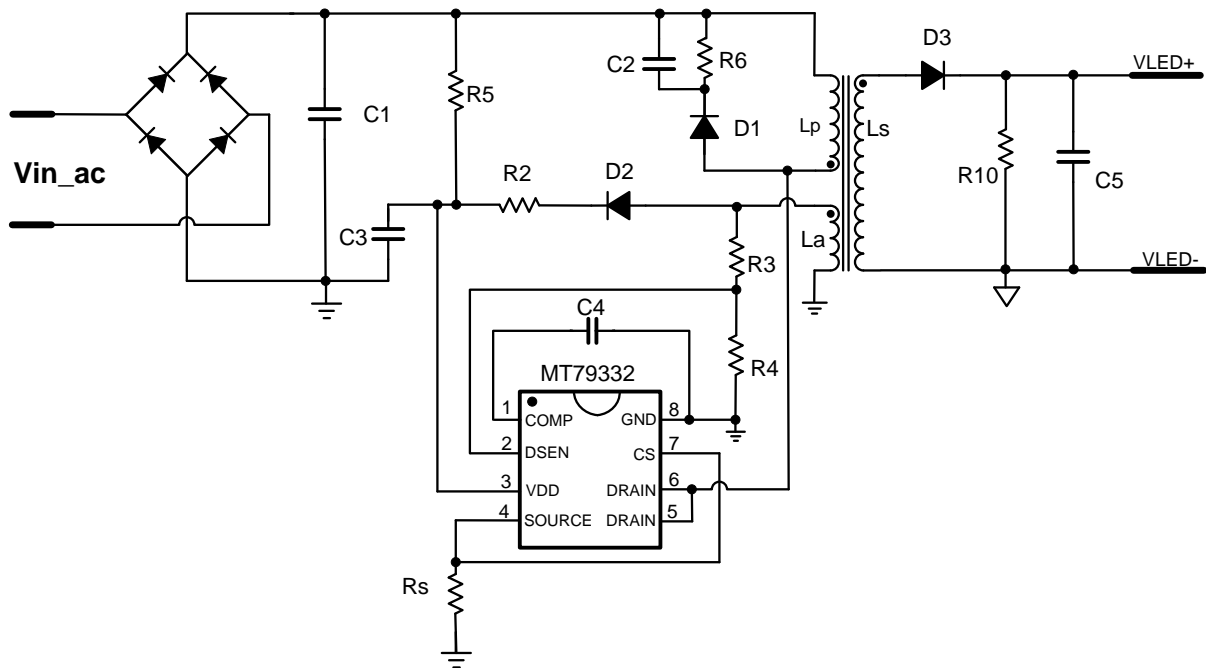 D3
VLED+
C2
R6
R5
C1
D1
Lp
Ls
Vin_ac
R2
D2
R10
C5
C3
La
R3
VLED-
C4
R4
MT79332
1
COMP
GND
8
2
DSEN
CS
7
3
VDD
DRAIN
6
4
SOURCE
DRAIN
5
Rs